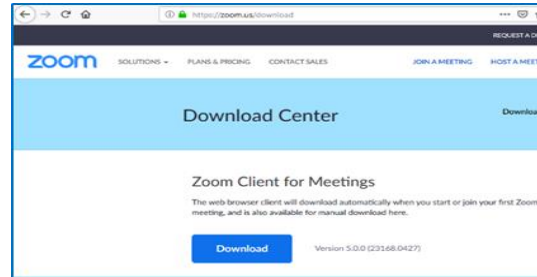 https://zoom.us/download
REQUEST A D
zoom SOLUTIONS PLANS & PRICING CONTACT SALES JOIN A MEETING HOST A MEET
Download Center Downloa
Zoom Client for Meetings
The web browser client will download automatically when you start or join your first Zoom
meeting, and is also available for manual download here.
Download Version 5.0.0 (23168.0427)